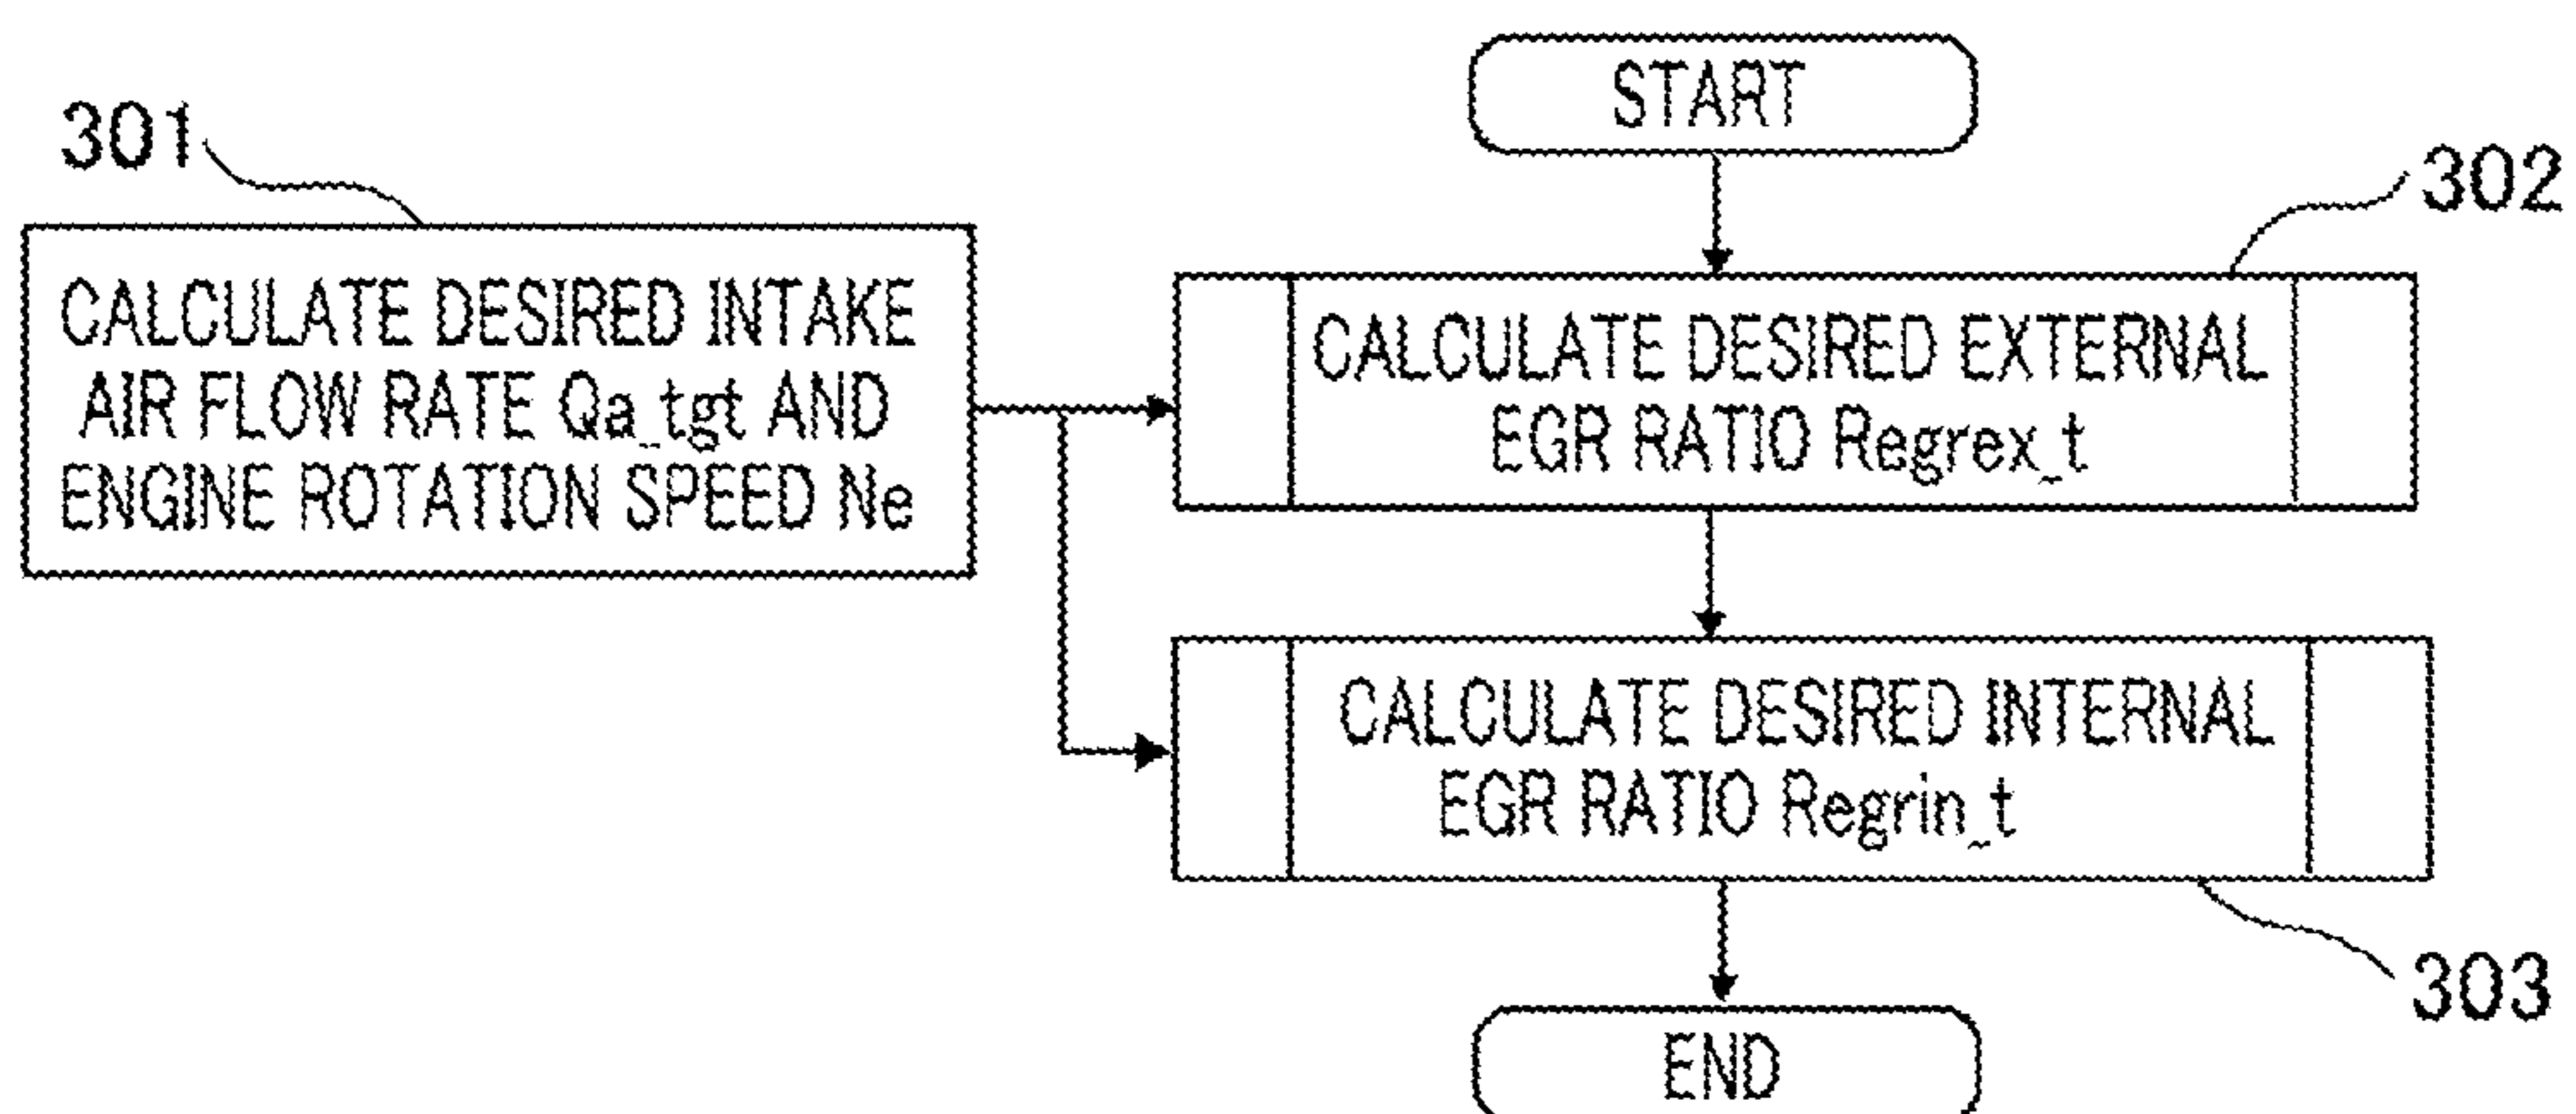 START
301
302
CALCULATE DESIRED INTAKE
AIR FLOW RATE Qa_tgt AND
ENGINE ROTATION SPEED Ne
CALCULATE DESIRED EXTERNAL
EGR RATIO Regrex_t
CALCULATE DESIRED INTERNAL
EGR RATIO Regrin_t
303
END